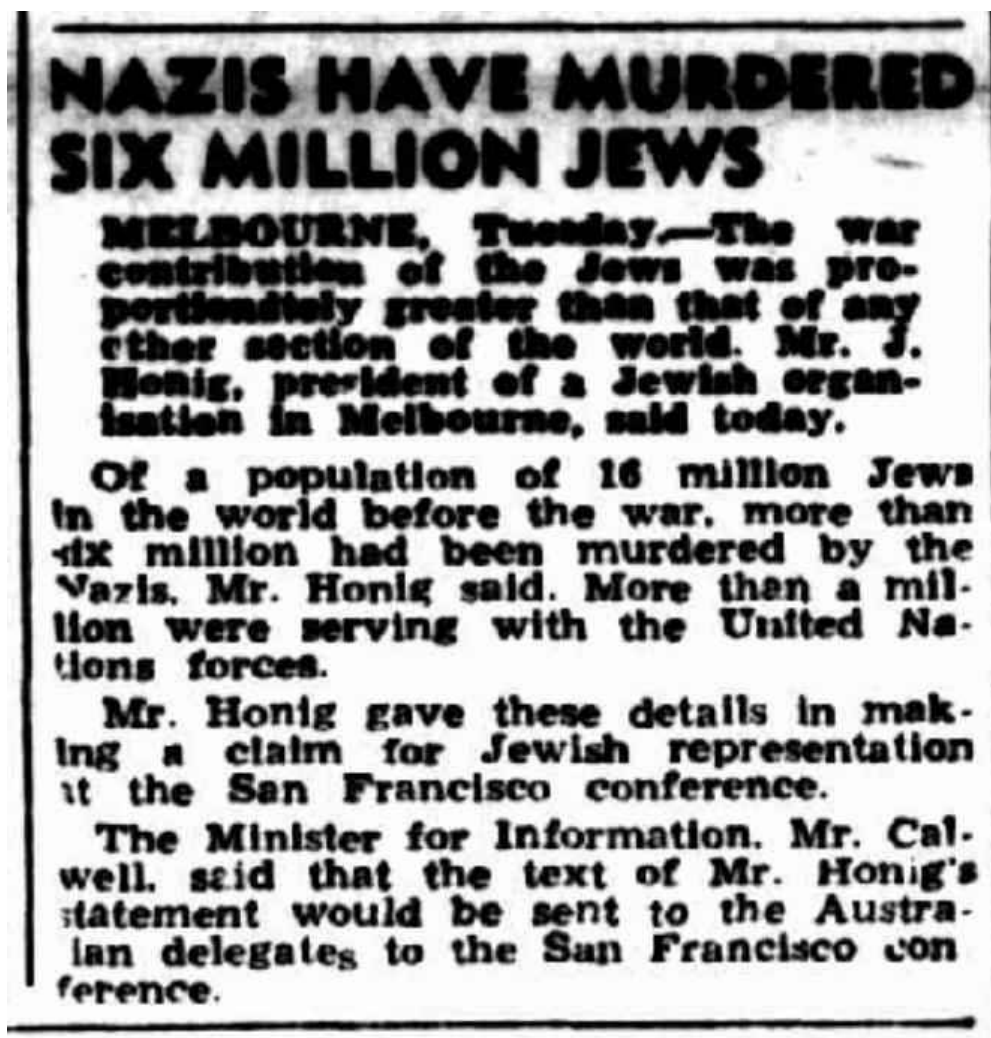 NAZIS HAVE MURDERED
SIX MILLION JEWS
MELBOURNE, Tuesday.—The war
contribution of the Jews was pro-
portiondtely greater than that of any
other section of the world. Mr. J.
Honig, president of a Jewish organ-
isation in Melbourne, said today.
Of a population of 16 million Jews
in the world before the war, more than
six million had been murdered by the
Nazis, Mr. Honig said. More than a mil-
lion were serving with the United Na-
tions forces.
Mr. Honig gave these details in mak-
ing a claim for Jewish representation
at the San Francisco conference.
The Minister for Information, Mr. Cal-
well, said that the text of Mr. Honig's
statement would be sent to the Austra-
lian delegates to the San Francisco con
ference.